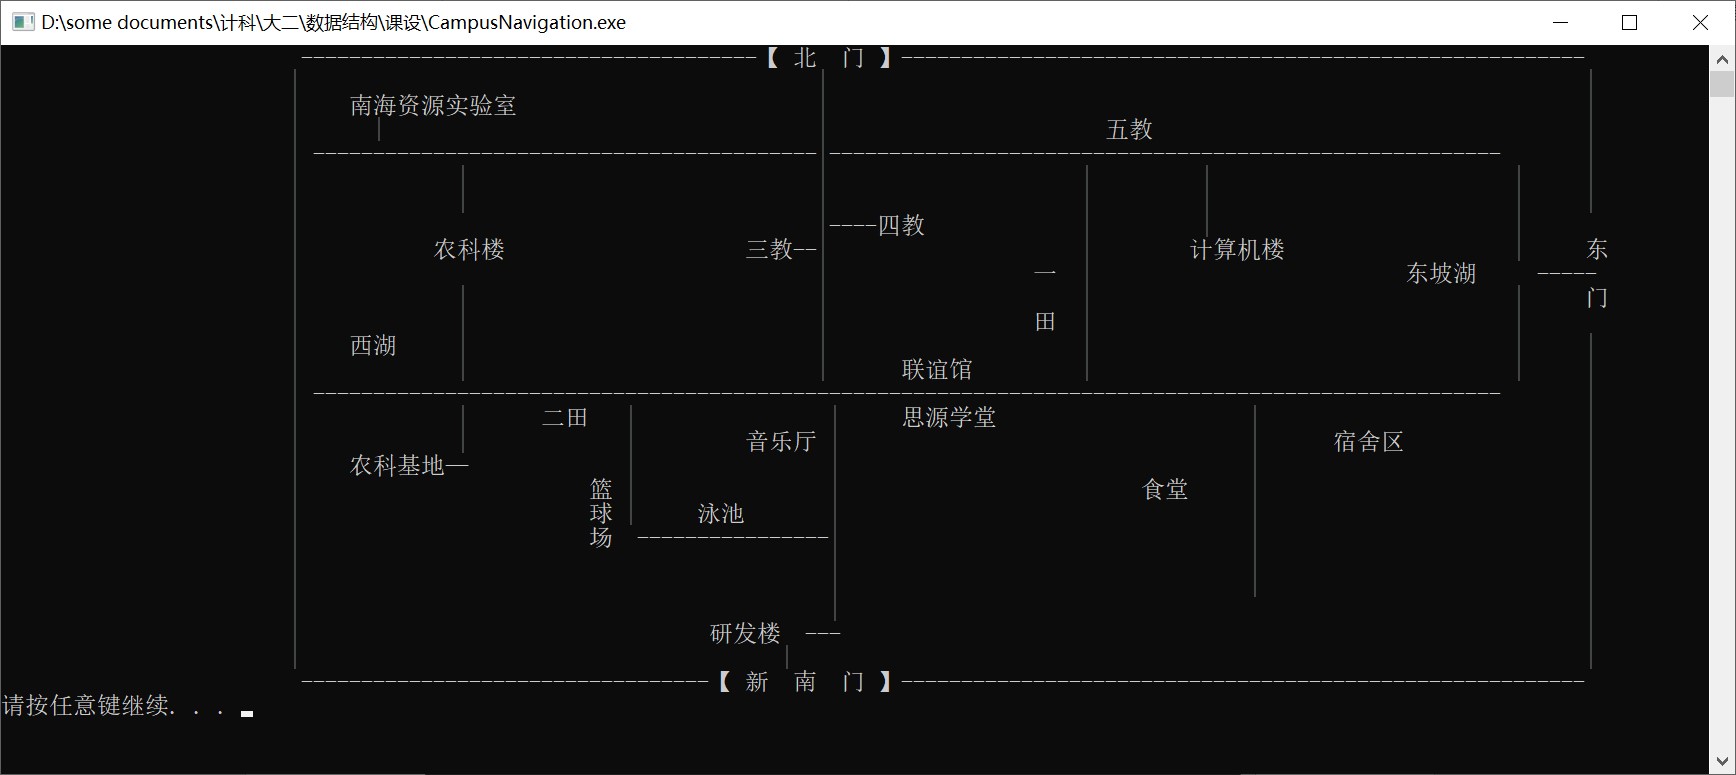 D:\some documents\计科\大二\数据结构\课设\CampusNavigation.exe
【 北 门 】
南海资源实验室
五教
----四教
农科楼 三教-- 计算机楼 东
一 东坡湖 -----
门
田
西湖
联谊馆
二田 思源学堂
音乐厅 宿舍区
农科基地—
篮 食堂
球 泳池
场
研发楼 ---
【 新 南 门 】
请按任意键继续. . .